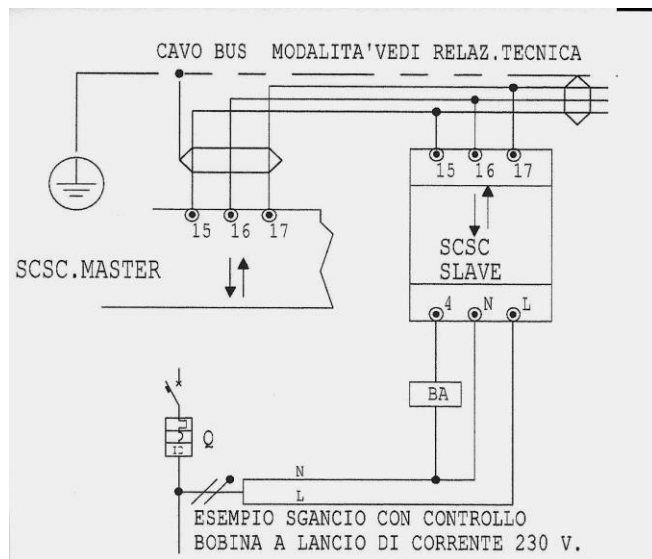 CAVO BUS MODALITA'VEDI RELAZ.TECNICA
15 16 17
15 16 17
SCSC.MASTER
SCSC
SLAVE
4 N L
BA
Q
N
L
ESEMPIO SGANCIO CON CONTROLLO
BOBINA A LANCIO DI CORRENTE 230 V.